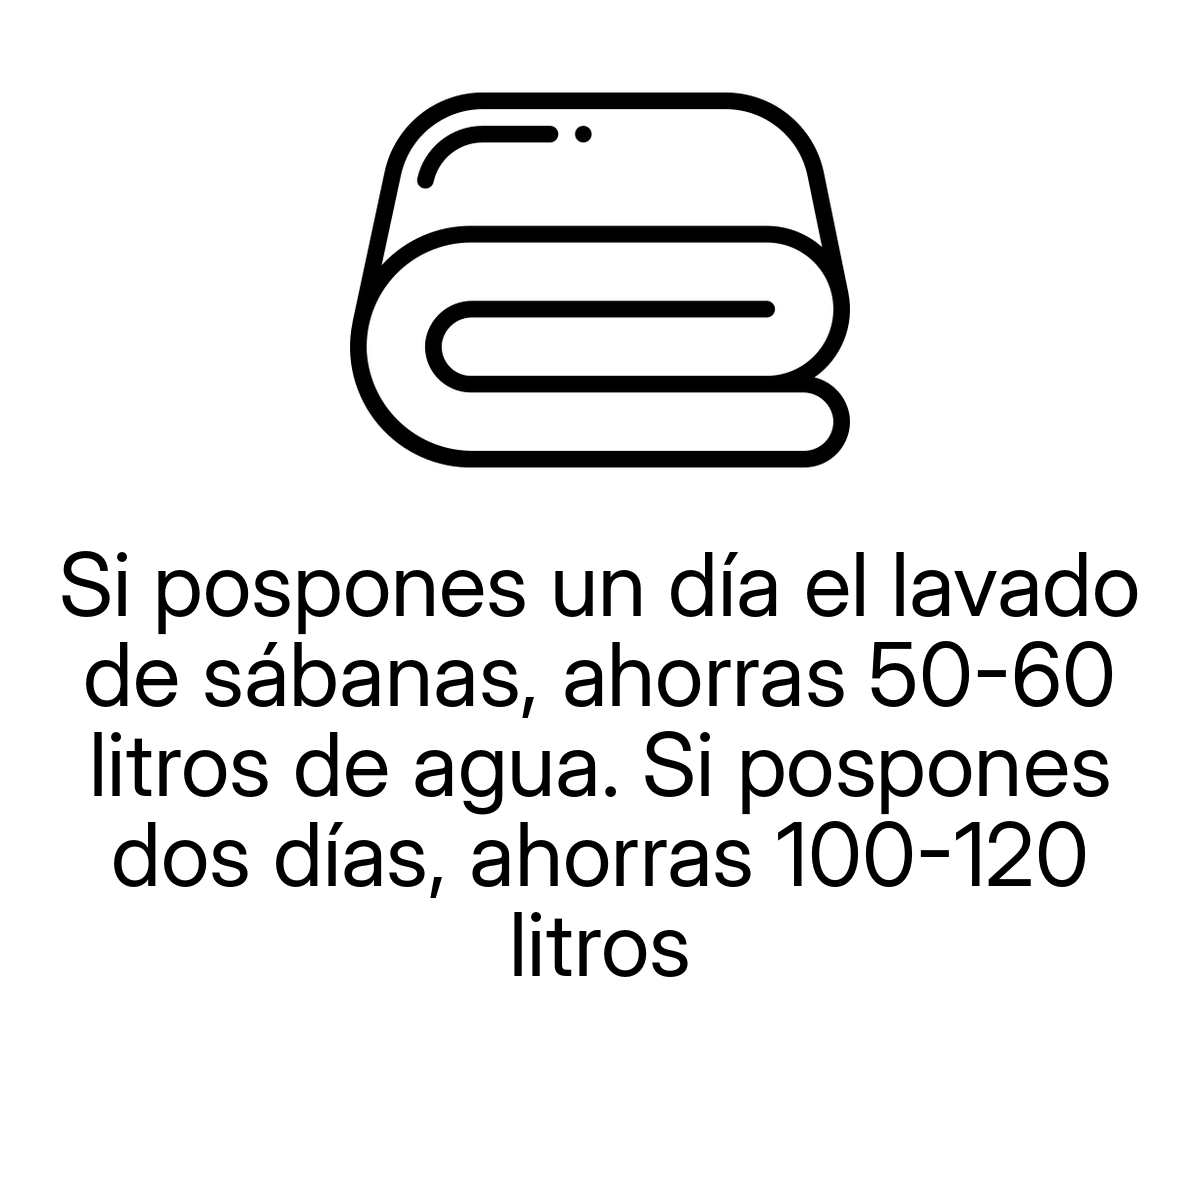 Si pospones un día el lavado
de sábanas, ahorras 50-60
litros de agua. Si pospones
dos días, ahorras 100-120
litros